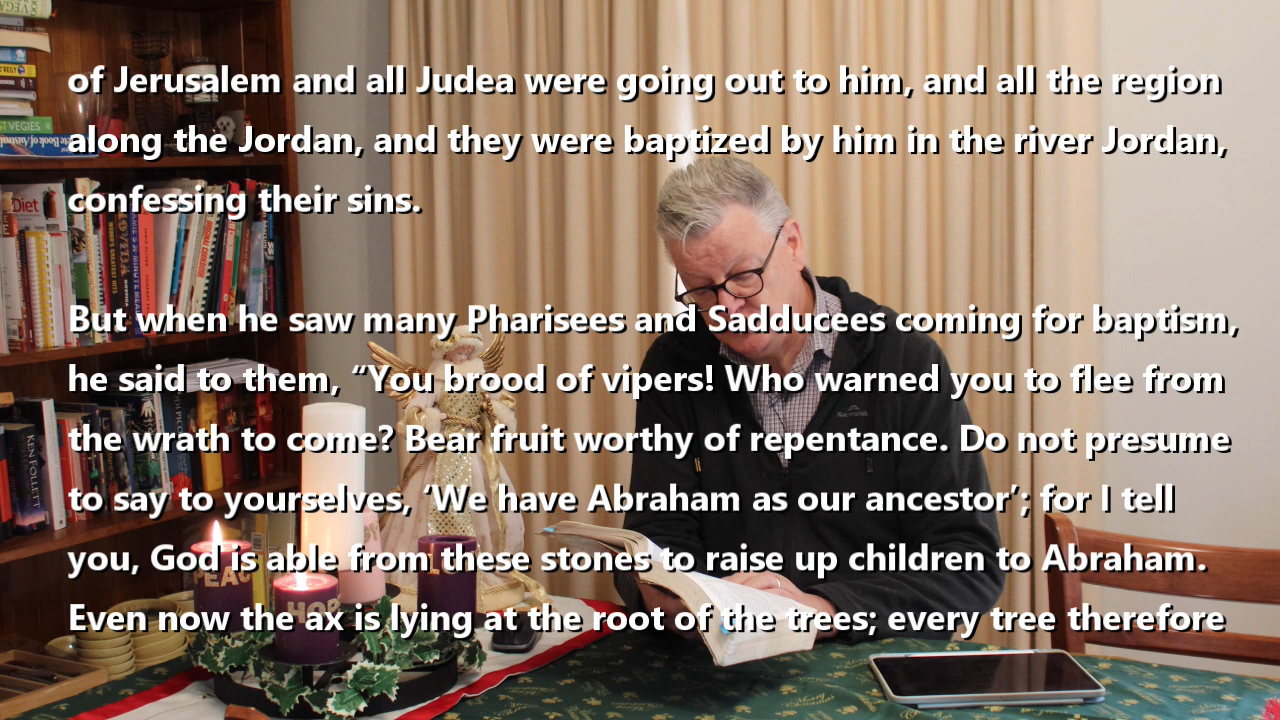 of Jerusalem and all Judea were going out to him, and all the region
along the Jordan, and they were baptized by him in the river Jordan,
confessing their sins.
But when he saw many Pharisees and Sadducees coming for baptism,
he said to them, “You brood of vipers! Who warned you to flee from
the wrath to come? Bear fruit worthy of repentance. Do not presume
to say to yourselves, ‘We have Abraham as our ancestor’; for I tell
you, God is able from these stones to raise up children to Abraham.
Even now the ax is lying at the root of the trees; every tree therefore
Diet
KEN FOLLETT
HOPE